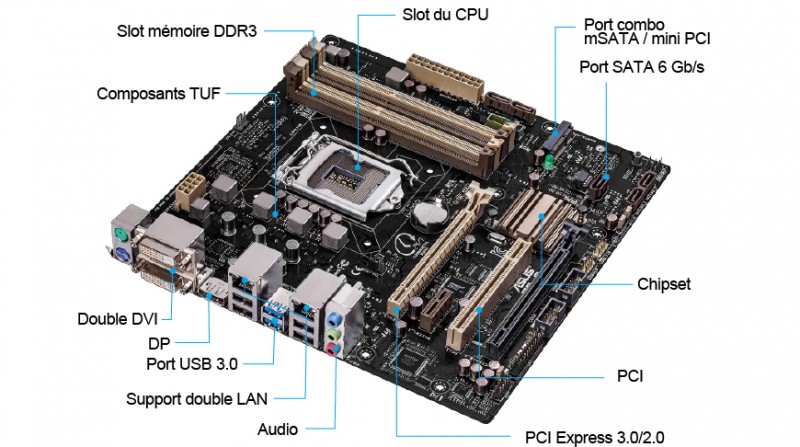 Slot du CPU
Slot mémoire DDR3
Port combo
mSATA / mini PCI
Port SATA 6 Gb/s
Composants TUF
ASUS
Chipset
Double DVI
DP
Port USB 3.0
PCI
Support double LAN
Audio
PCI Express 3.0/2.0